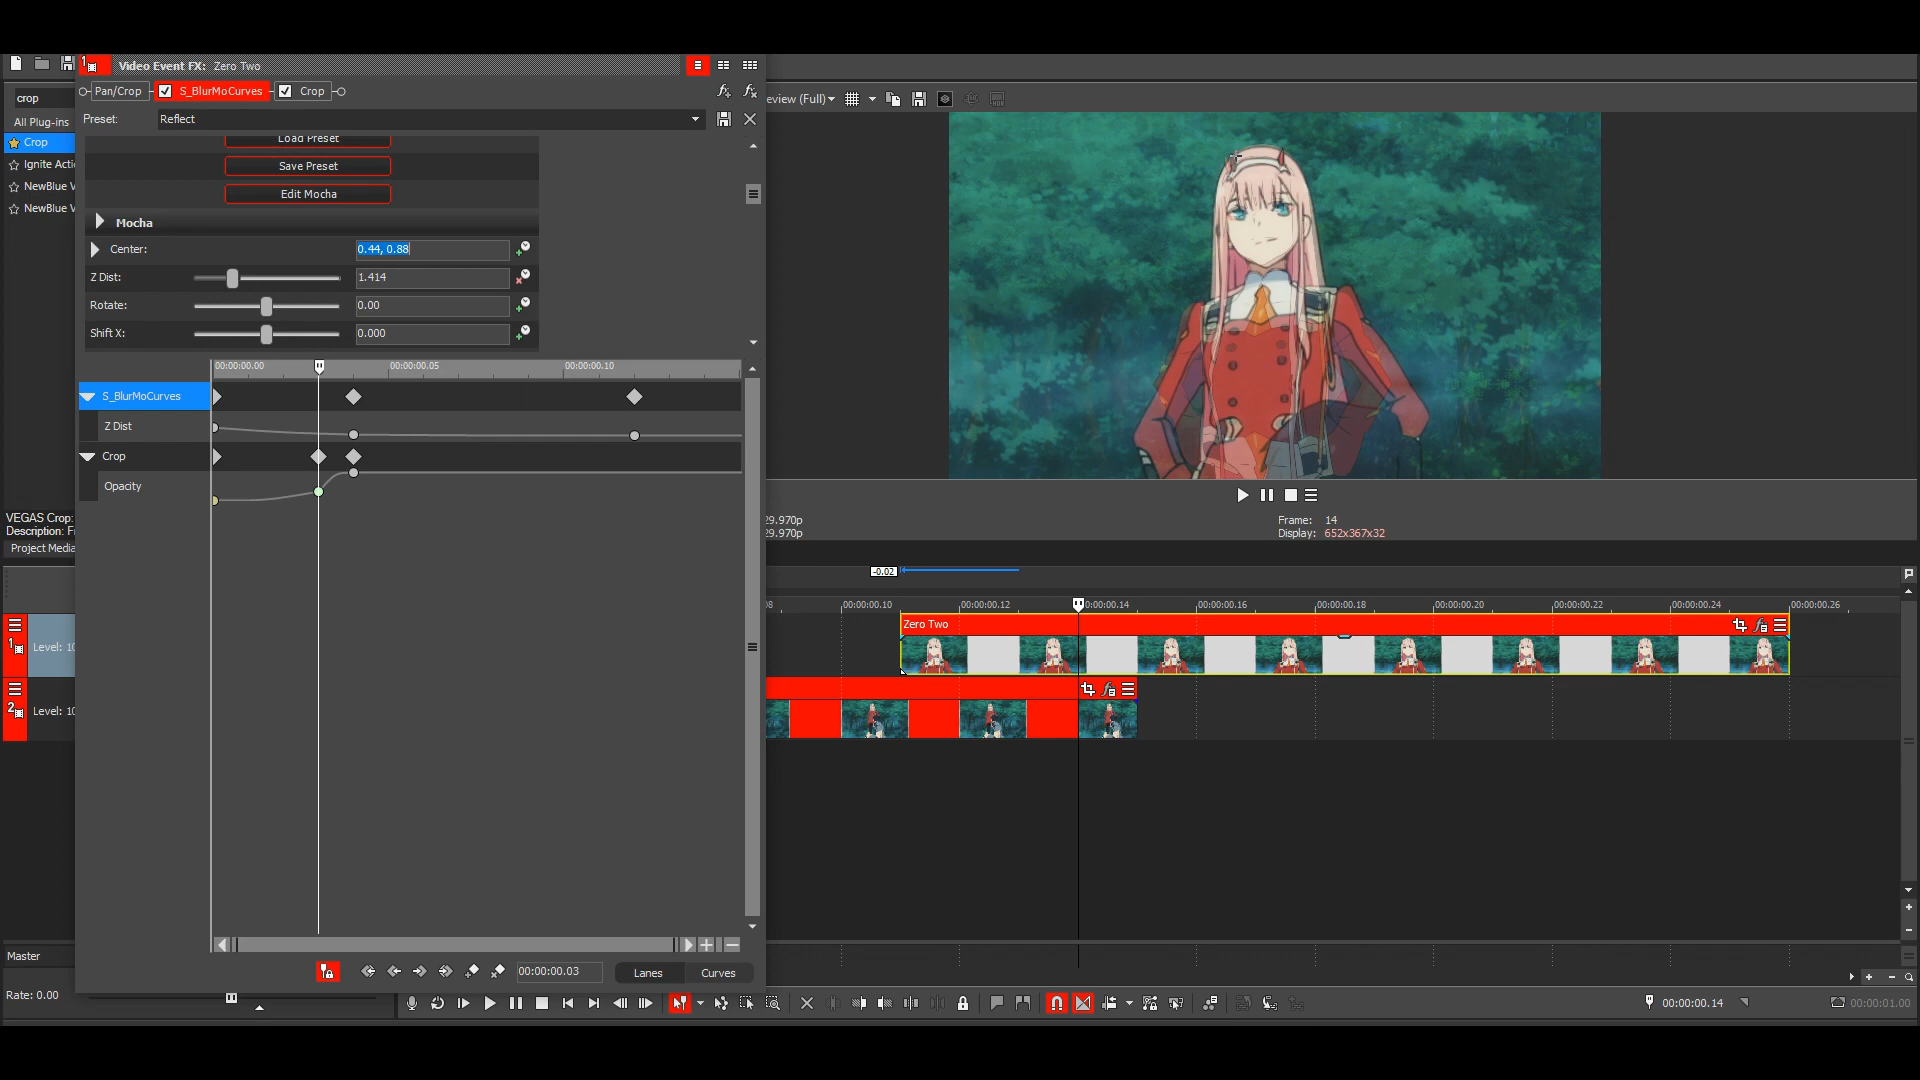 Video Event FX: Zero Two
crop
Pan/Crop
S_BlurMoCurves
Crop
All Plug-ins
Preset:
Reflect
Crop
Ignite Acti
NewBlue V
NewBlue V
Load Preset
Save Preset
Edit Mocha
Mocha
Center:
0.44, 0.88
Z Dist:
1.414
Rotate:
0.00
Shift X:
0.000
00:00:00.00
00:00:00.05
00:00:00.10
S_BlurMoCurves
Z Dist
Crop
Opacity
VEGAS Crop:
Description: F
Project Media
eview (Full)
29.970p
29.970p
Frame: 14
Display: 652x367x32
-0.02
00:00:00.10
00:00:00.12
00:00:00.14
00:00:00.16
00:00:00.18
00:00:00.20
00:00:00.22
00:00:00.24
00:00:00.26
Zero Two
1
Level: 10
2
Level: 10
Master
Rate: 0.00
00:00:00.03
Lanes
Curves
00:00:00.14
00:00:01.00